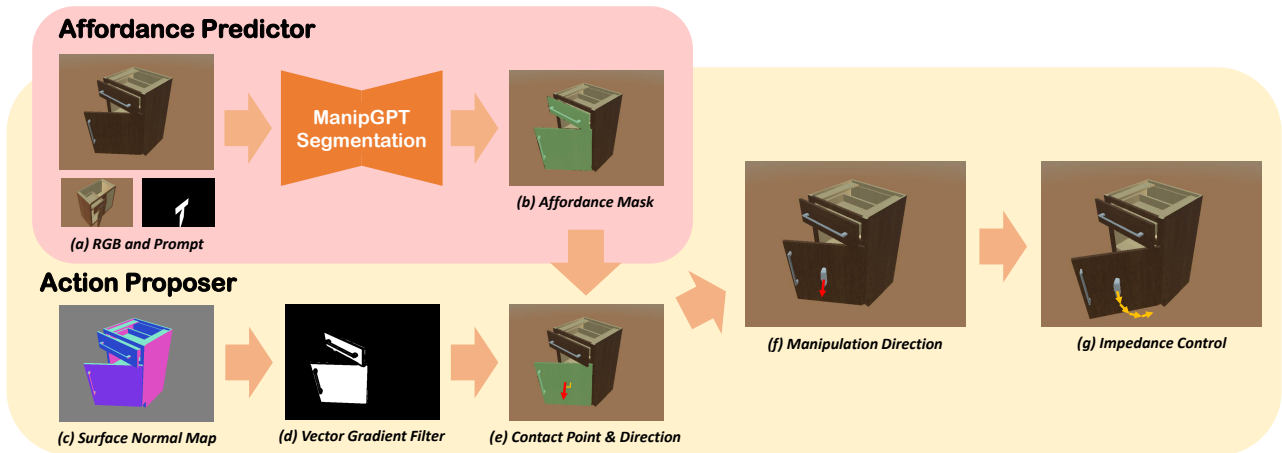 Affordance Predictor
ManipGPT
Segmentation
(a) RGB and Prompt
(b) Affordance Mask
Action Proposer
(c) Surface Normal Map
(d) Vector Gradient Filter
(e) Contact Point & Direction
(f) Manipulation Direction
(g) Impedance Control